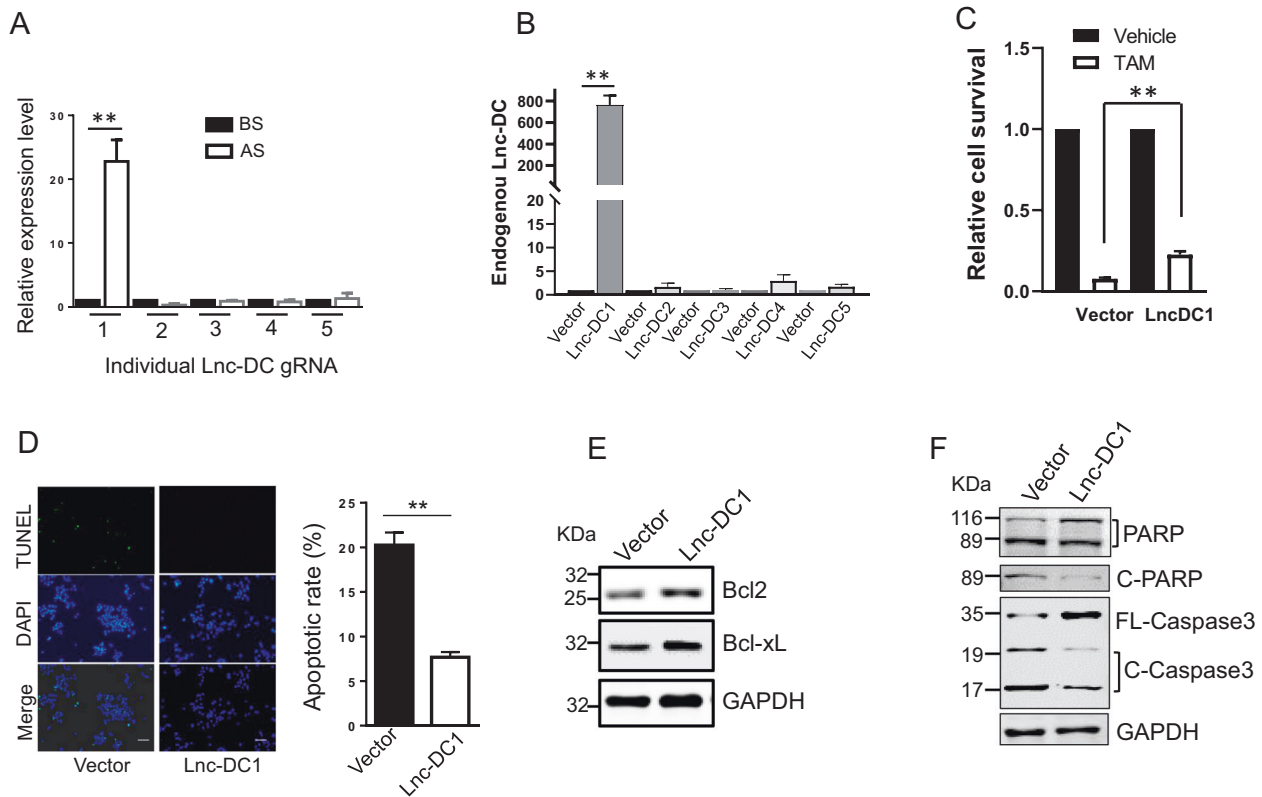 A
Relative expression level
30
20
10
0
**
BS
AS
1 2 3 4 5
Individual Lnc-DC gRNA
B
Endogenou Lnc-DC
800
600
400
200
20
15
10
5
0
**
Vector
Lnc-DC1
Vector
Lnc-DC2
Vector
Lnc-DC3
Vector
Lnc-DC4
Vector
Lnc-DC5
C
Relative cell survival
1.5
1.0
0.5
0.0
Vehicle
TAM
**
Vector LncDC1
D
TUNEL
DAPI
Merge
Vector Lnc-DC1
Apoptotic rate (%)
25
20
15
10
5
0
**
Vector
Lnc-DC1
E
KDa
Vector
Lnc-DC1
32
25
Bcl2
32
Bcl-xL
32
GAPDH
F
KDa
Vector
Lnc-DC1
116
89
PARP
89
C-PARP
35
FL-Caspase3
19
C-Caspase3
17
GAPDH